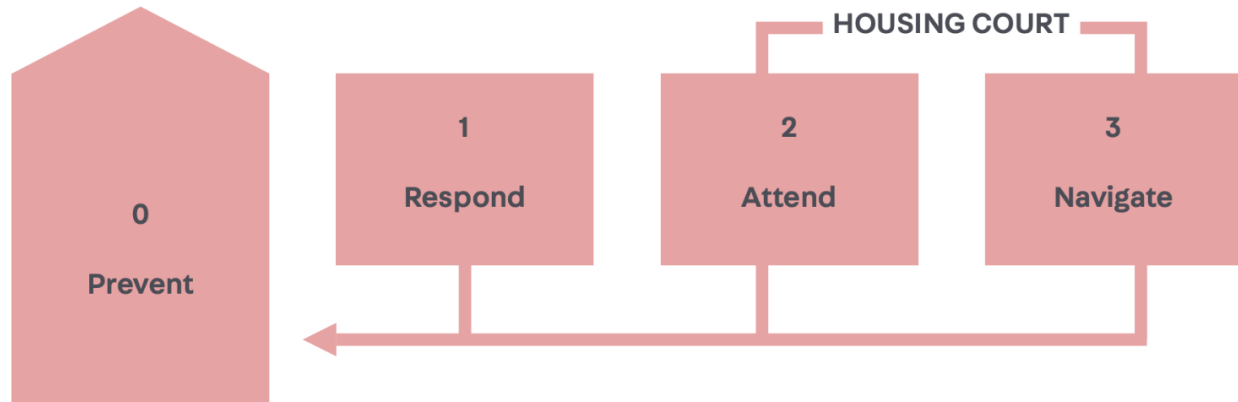 HOUSING COURT
0
Prevent
1
Respond
2
Attend
3
Navigate